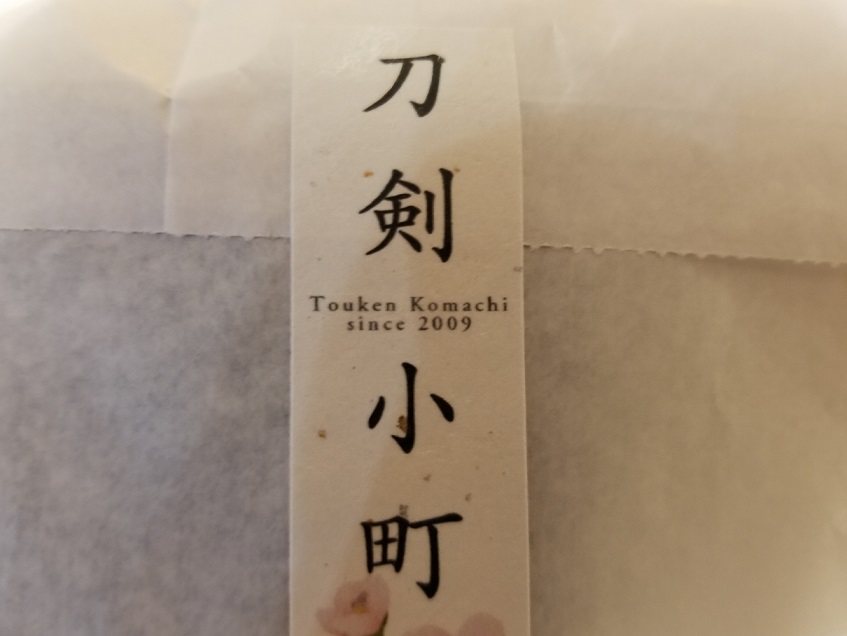 刀剣
Touken Komachi
since 2009
小町